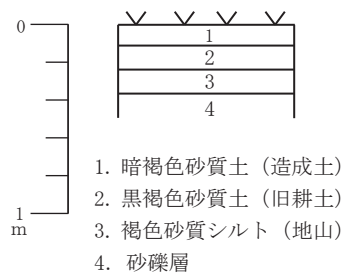 0
1
2
3
4
1
m
1. 暗褐色砂質土（造成土）
2. 黒褐色砂質土（旧耕土）
3. 褐色砂質シルト（地山）
4. 砂礫層